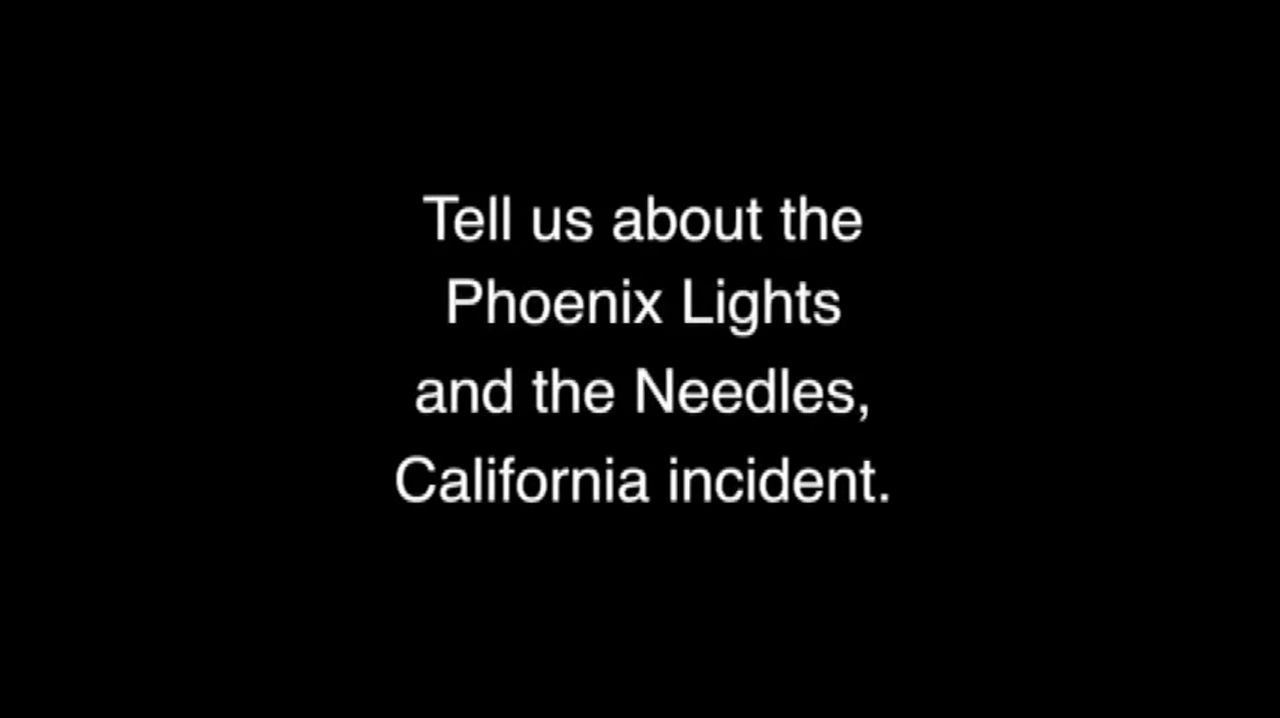 Tell us about the
Phoenix Lights
and the Needles,
California incident.